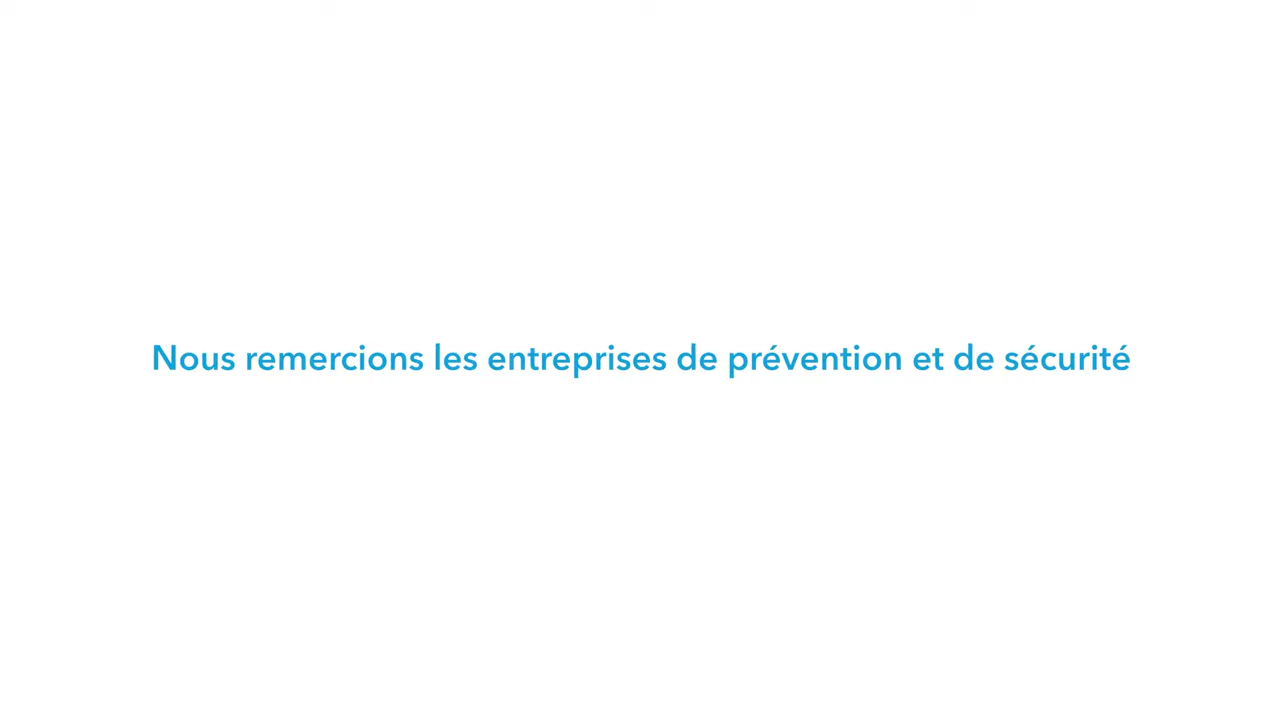 Nous remercions les entreprises de prévention et de sécurité